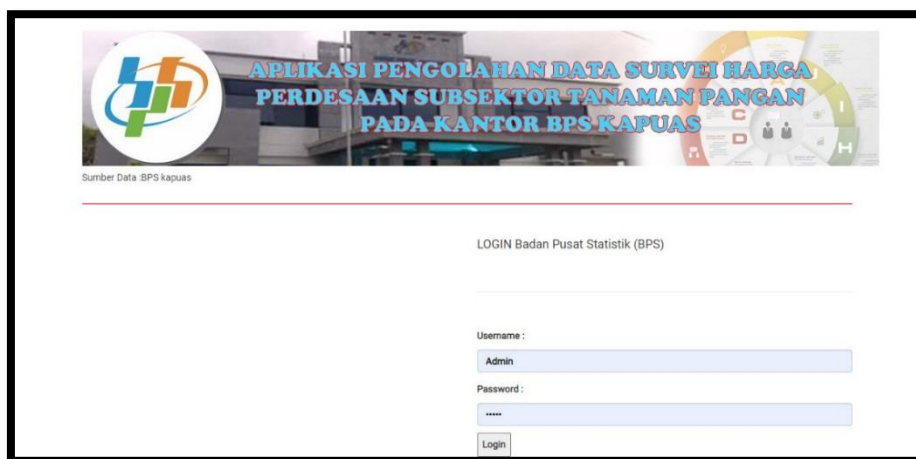 APLIKASI PENGOLAHAN DATA SURVEI HARGA
PERDESAAN SUBSEKTOR TANAMAN PANGAN
PADA KANTOR BPS KAPUAS
C
D
I
H
Sumber Data :BPS kapuas
LOGIN Badan Pusat Statistik (BPS)
Username :
Admin
Password :
•••••
Login